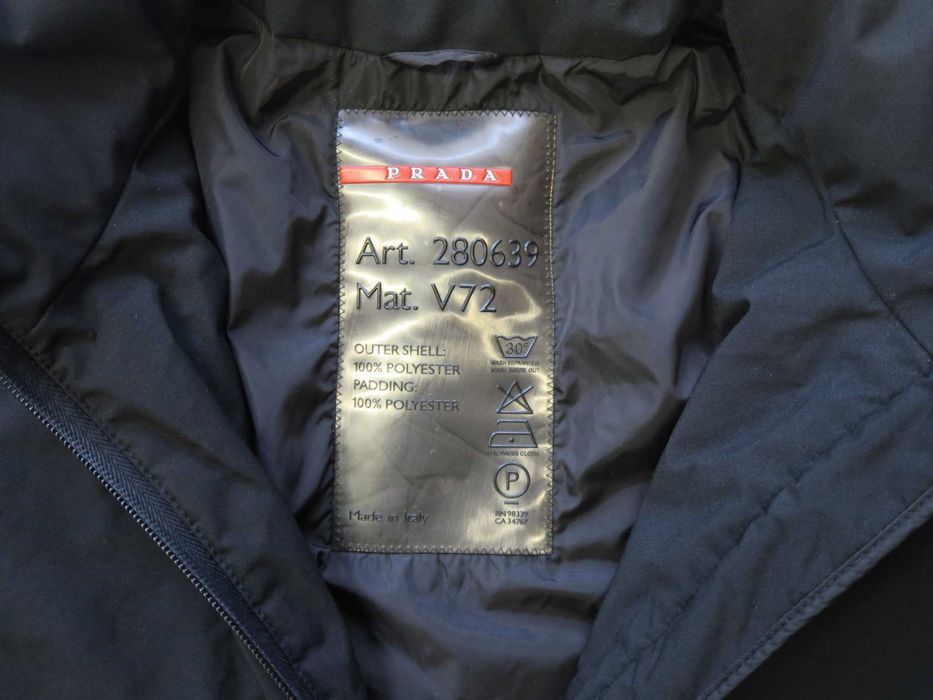 PRADA
Art. 280639
Mat. V72
OUTER SHELL:
100% POLYESTER
PADDING:
100% POLYESTER
30°
WASH SEPARATELY
WASH INSIDE OUT
USE PRESS CLOTH
P
Made in Italy
RN 98339
CA 34767